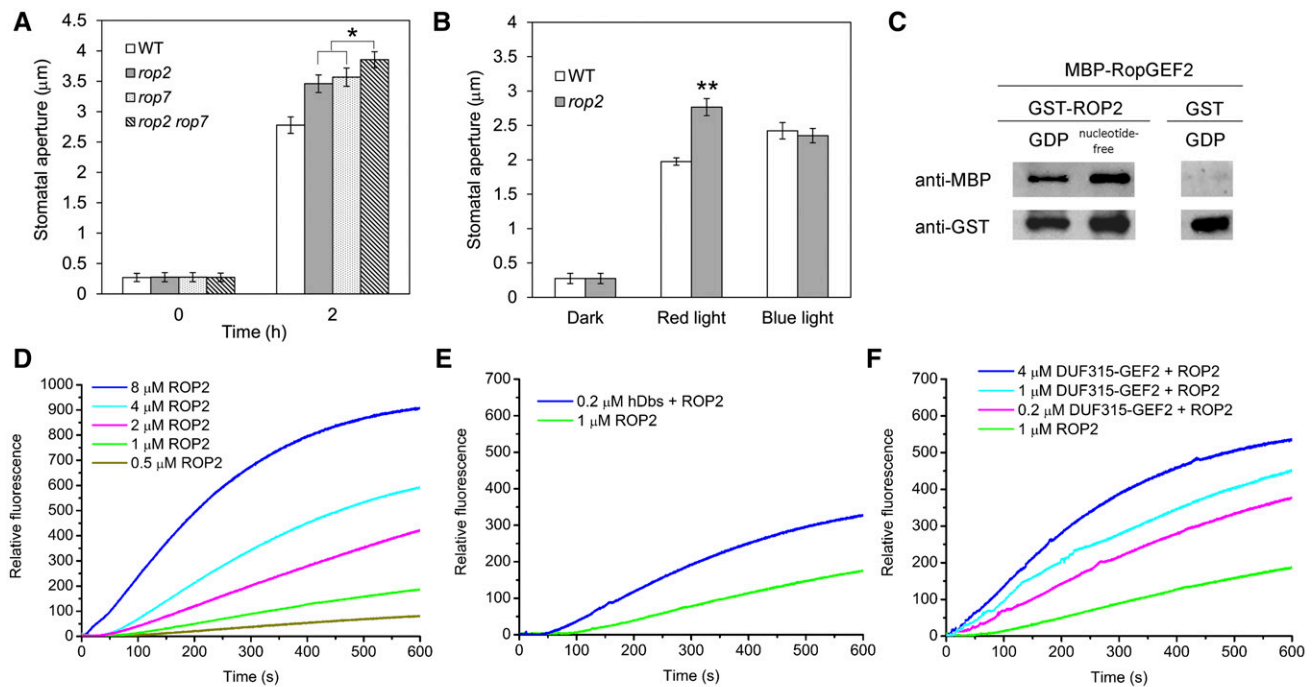 A
Stomatal aperture (μm)
4.5
4
3.5
3
2.5
2
1.5
1
0.5
0
WT
rop2
rop7
rop2 rop7
*
0
2
Time (h)
B
Stomatal aperture (μm)
4
3.5
3
2.5
2
1.5
1
0.5
0
WT
rop2
**
Dark
Red light
Blue light
C
MBP-RopGEF2
GST-ROP2
GST
GDP
nucleotide-
free
GDP
anti-MBP
anti-GST
D
Relative fluorescence
1000
900
800
700
600
500
400
300
200
100
0
8 μM ROP2
4 μM ROP2
2 μM ROP2
1 μM ROP2
0.5 μM ROP2
0 50 100 200 300 400 500 600
Time (s)
E
Relative fluorescence
700
600
500
400
300
200
100
0
0.2 μM hDbs + ROP2
1 μM ROP2
0 50 100 200 300 400 500 600
Time (s)
F
Relative fluorescence
700
600
500
400
300
200
100
0
4 μM DUF315-GEF2 + ROP2
1 μM DUF315-GEF2 + ROP2
0.2 μM DUF315-GEF2 + ROP2
1 μM ROP2
0 50 100 200 300 400 500 600
Time (s)